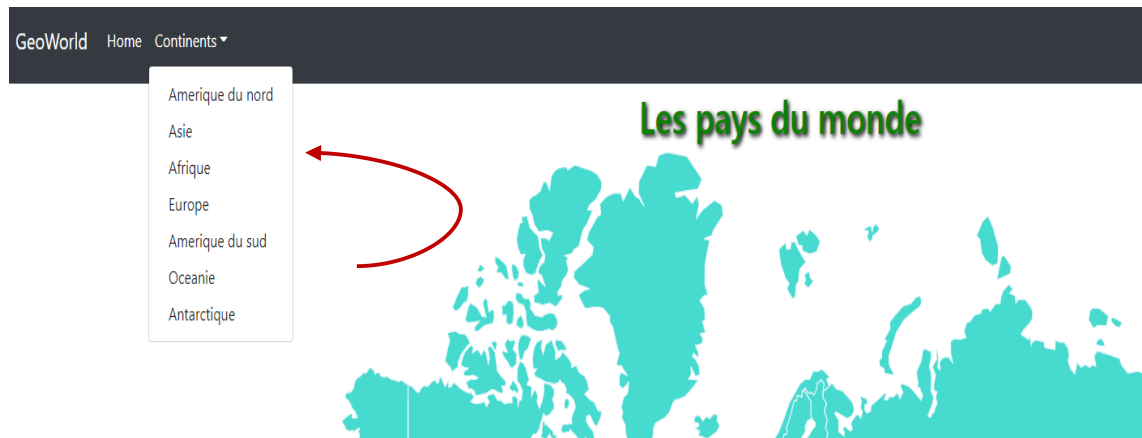 GeoWorld Home Continents
Amerique du nord
Asie
Afrique
Europe
Amerique du sud
Oceanie
Antarctique
Les pays du monde